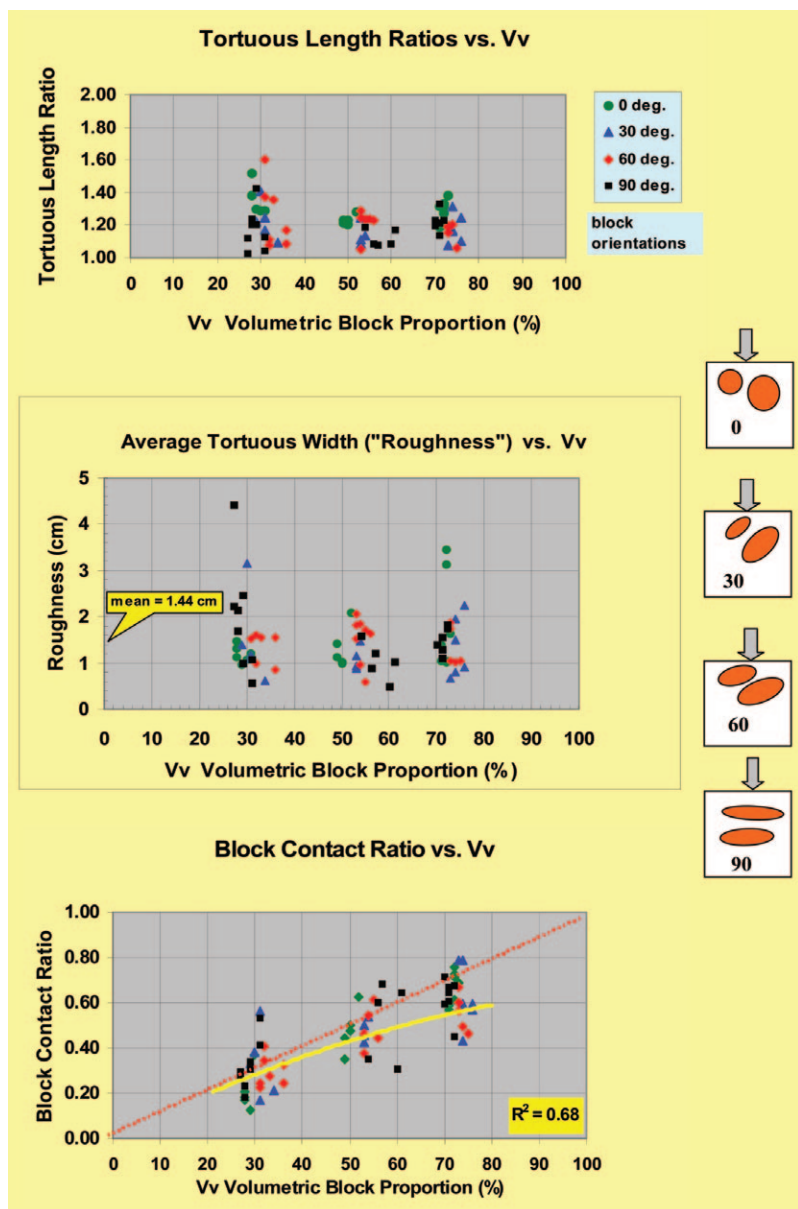 Tortuous Length Ratios vs. Vv
Tortuous Length Ratio
2.00
1.80
1.60
1.40
1.20
1.00
0 10 20 30 40 50 60 70 80 90 100
Vv Volumetric Block Proportion (%)
0 deg.
30 deg.
60 deg.
90 deg.
block
orientations
0
30
60
90
Average Tortuous Width ("Roughness") vs. Vv
Roughness (cm)
5
4
3
2
1
0
mean = 1.44 cm
0 10 20 30 40 50 60 70 80 90 100
Vv Volumetric Block Proportion (%)
Block Contact Ratio vs. Vv
Block Contact Ratio
1.00
0.80
0.60
0.40
0.20
0.00
R² = 0.68
0 10 20 30 40 50 60 70 80 90 100
Vv Volumetric Block Proportion (%)